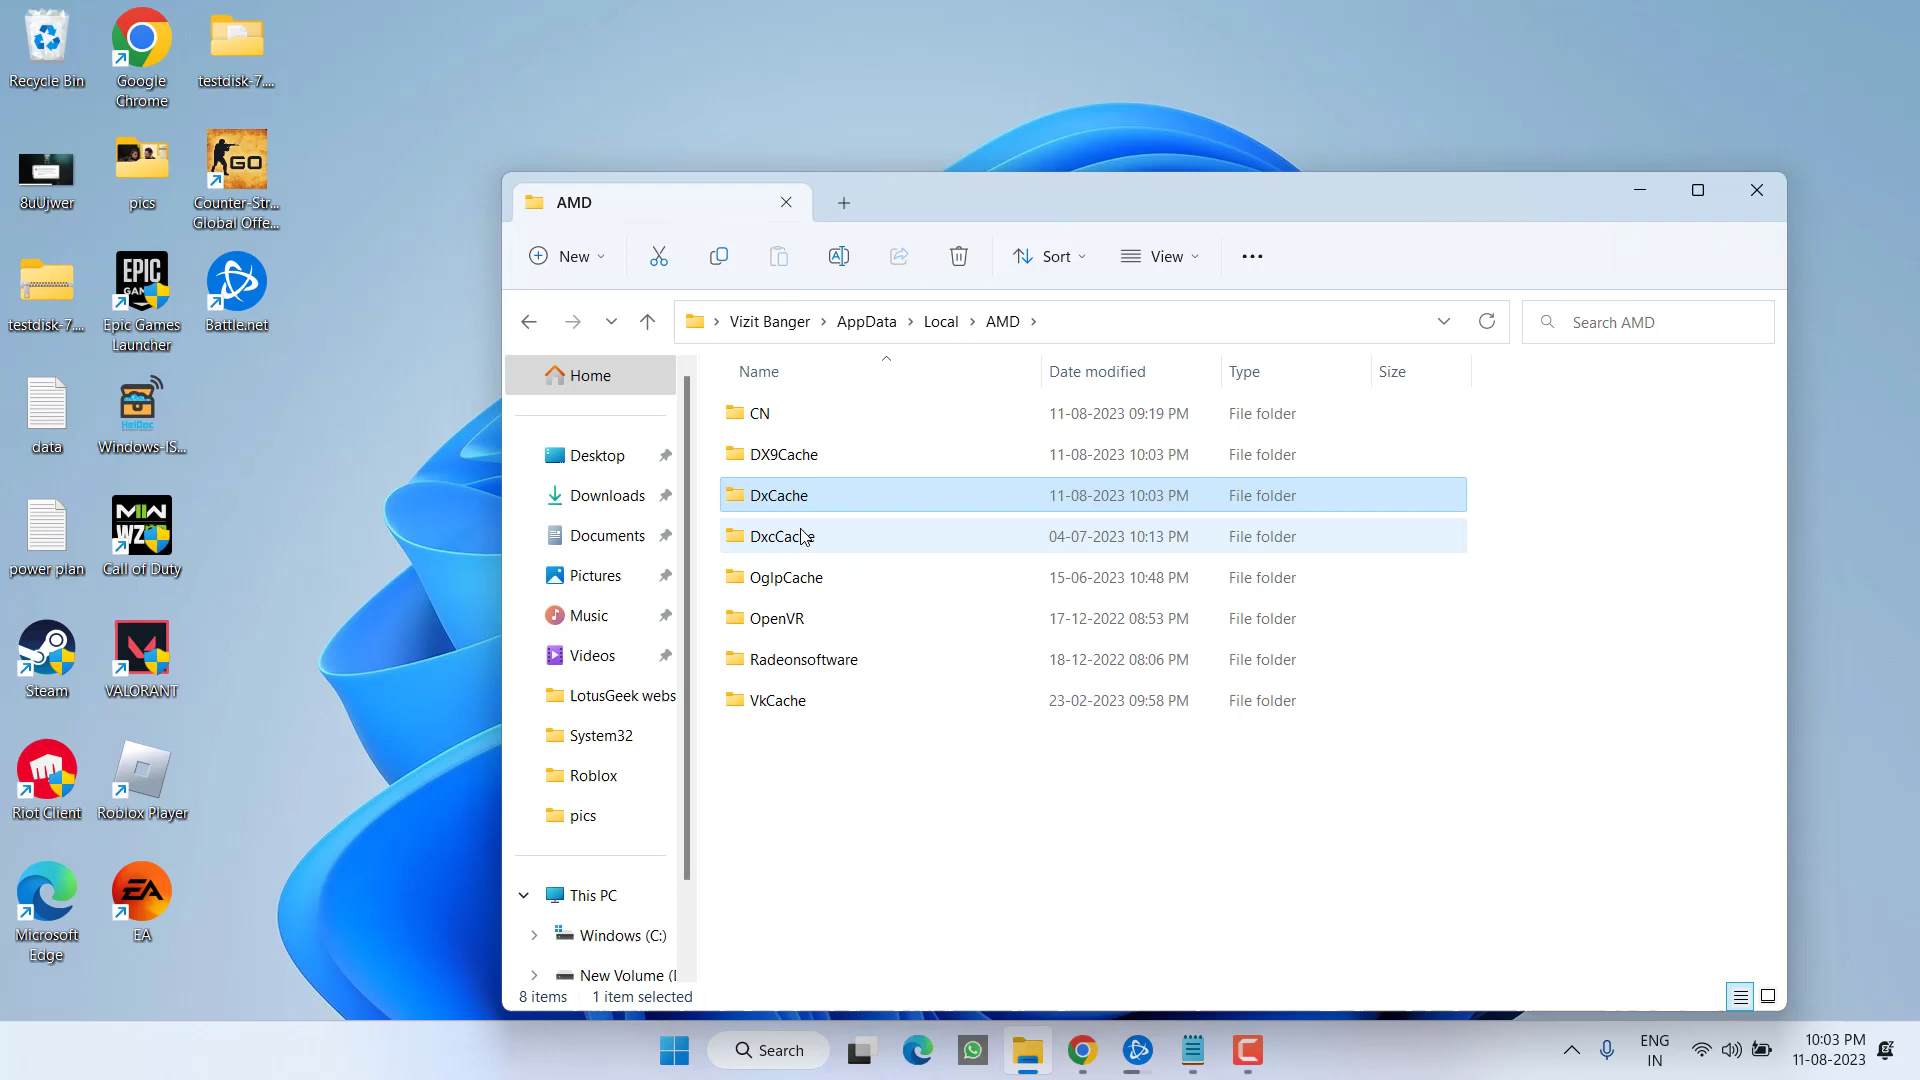 Recycle Bin
Google
Chrome
testdisk-7....
8uUjwer
pics
Counter-Str...
Global Offe...
GO
testdisk-7....
EPIC
GAMES
Epic Games
Launcher
Battle.net
data
HeiDoc
Windows-IS...
power plan
MW
WZ
Call of Duty
Steam
VALORANT
Riot Client
Roblox Player
Microsoft
Edge
EA
EA
AMD
New
Sort
View
Vizit Banger
AppData
Local
AMD
Search AMD
Home
Desktop
Downloads
Documents
Pictures
Music
Videos
LotusGeek webs
System32
Roblox
pics
This PC
Windows (C:)
New Volume (
Name Date modified Type Size
CN 11-08-2023 09:19 PM File folder
DX9Cache 11-08-2023 10:03 PM File folder
DxCache 11-08-2023 10:03 PM File folder
DxcCache 04-07-2023 10:13 PM File folder
OglpCache 15-06-2023 10:48 PM File folder
OpenVR 17-12-2022 08:53 PM File folder
Radeonsoftware 18-12-2022 08:06 PM File folder
VkCache 23-02-2023 09:58 PM File folder
8 items 1 item selected
Search
ENG
IN
10:03 PM
11-08-2023